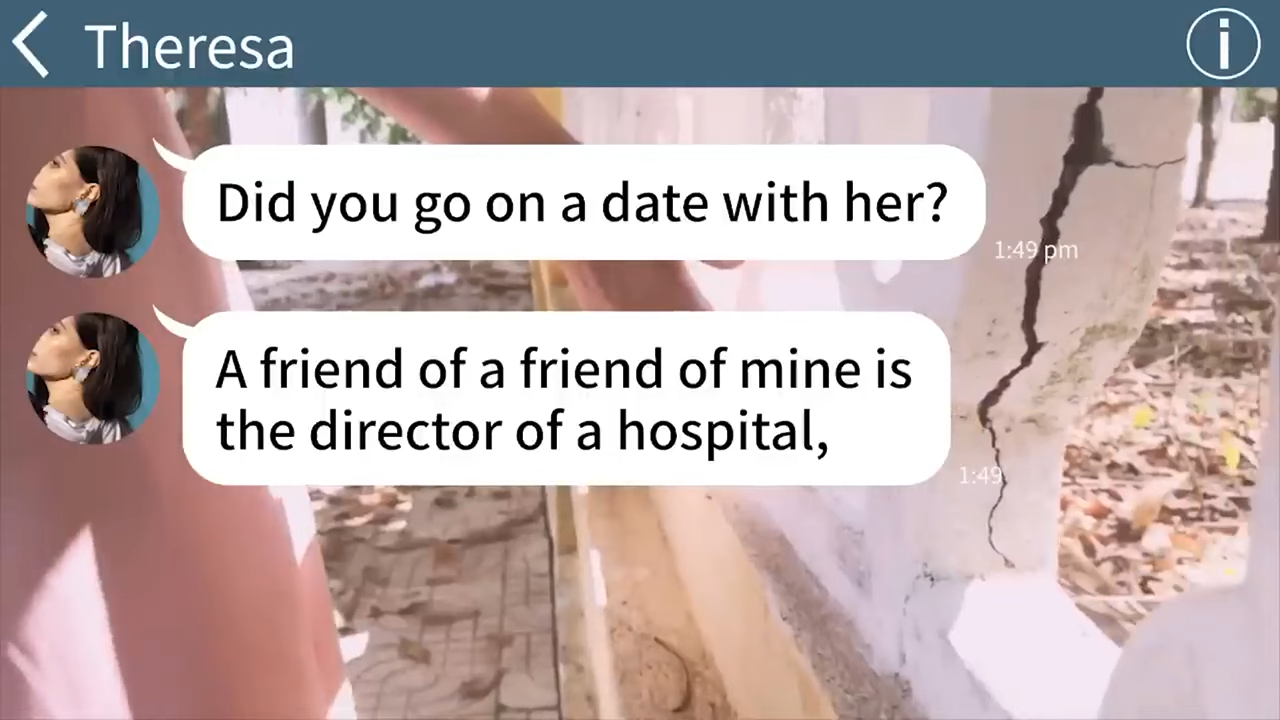 Theresa
Did you go on a date with her?
1:49 pm
A friend of a friend of mine is
the director of a hospital,
1:49